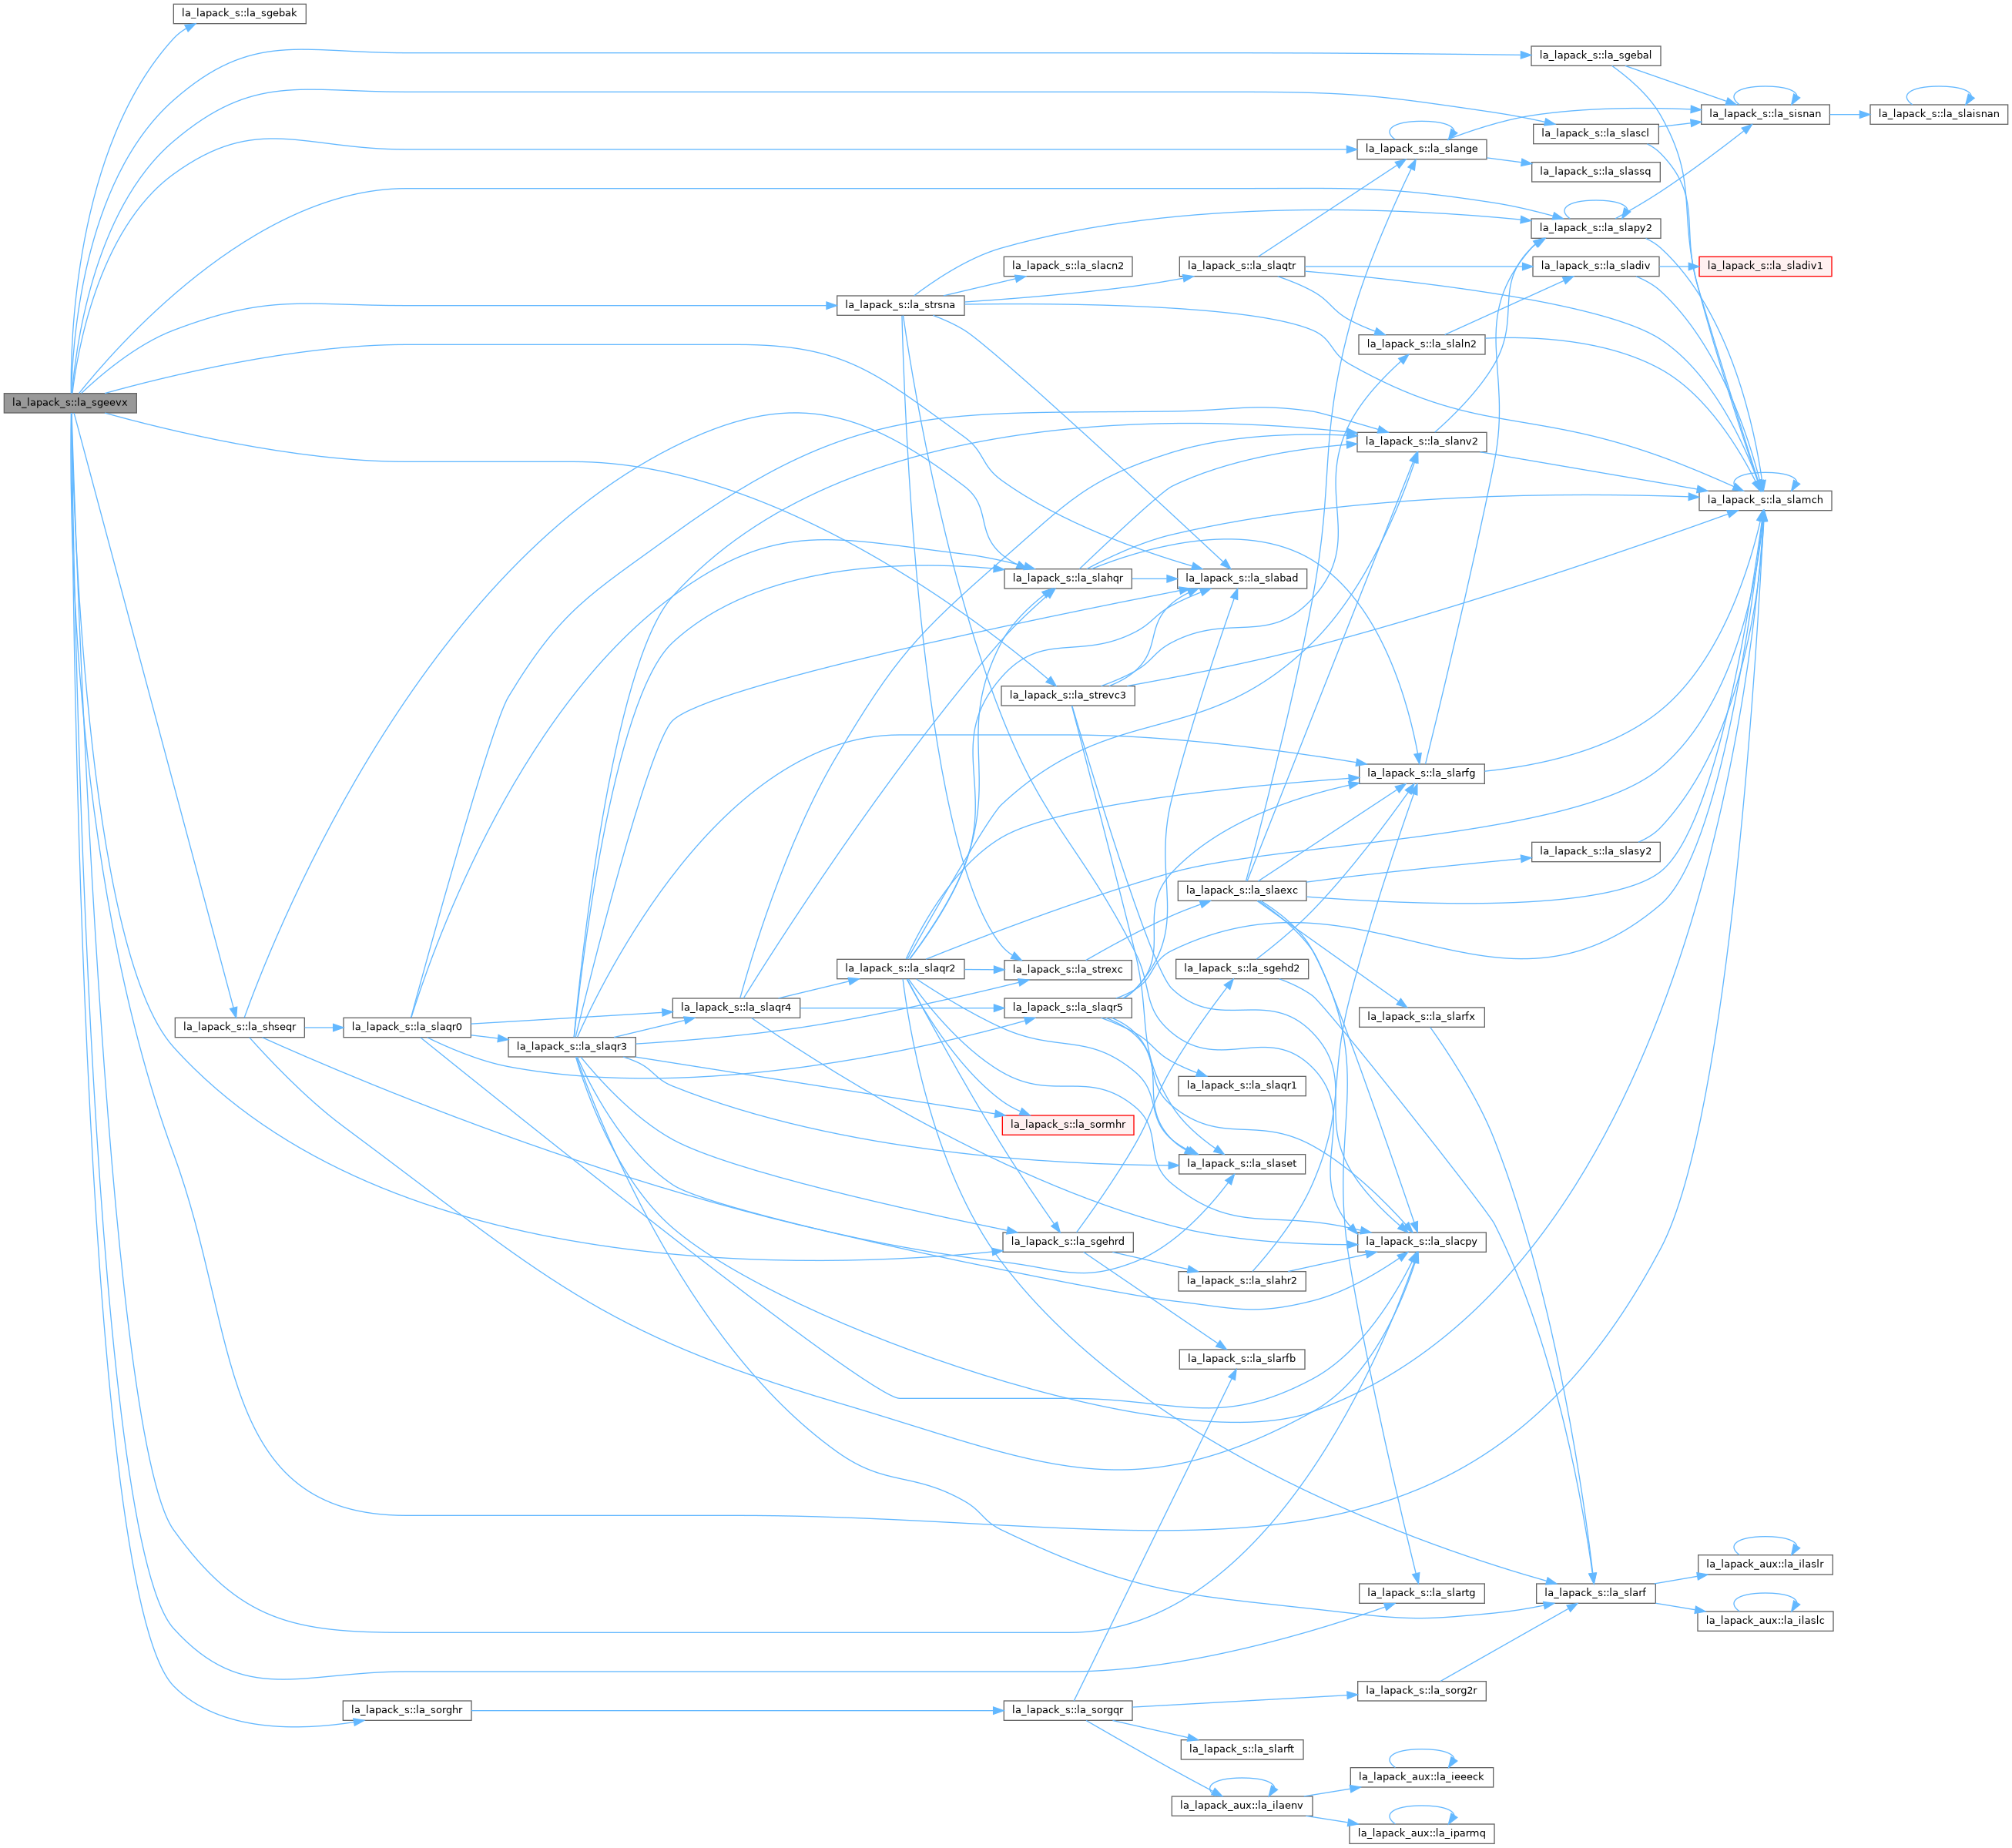 la_lapack_s::la_sgebak
la_lapack_s::la_sgebal
la_lapack_s::la_sisnan
la_lapack_s::la_slaisnan
la_lapack_s::la_slascl
la_lapack_s::la_slange
la_lapack_s::la_slassq
la_lapack_s::la_slapy2
la_lapack_s::la_slacn2
la_lapack_s::la_slaqtr
la_lapack_s::la_sladiv
la_lapack_s::la_sladiv1
la_lapack_s::la_strsna
la_lapack_s::la_slaln2
la_lapack_s::la_sgeevx
la_lapack_s::la_slanv2
la_lapack_s::la_slamch
la_lapack_s::la_slahqr
la_lapack_s::la_slabad
la_lapack_s::la_strevc3
la_lapack_s::la_slarfg
la_lapack_s::la_slasy2
la_lapack_s::la_slaexc
la_lapack_s::la_slaqr2
la_lapack_s::la_strexc
la_lapack_s::la_sgehd2
la_lapack_s::la_slaqr4
la_lapack_s::la_slaqr5
la_lapack_s::la_slarfx
la_lapack_s::la_shseqr
la_lapack_s::la_slaqr0
la_lapack_s::la_slaqr3
la_lapack_s::la_slaqr1
la_lapack_s::la_sormhr
la_lapack_s::la_slaset
la_lapack_s::la_sgehrd
la_lapack_s::la_slacpy
la_lapack_s::la_slahr2
la_lapack_s::la_slarfb
la_lapack_aux::la_ilaslr
la_lapack_s::la_slartg
la_lapack_s::la_slarf
la_lapack_aux::la_ilaslc
la_lapack_s::la_sorg2r
la_lapack_s::la_sorghr
la_lapack_s::la_sorgqr
la_lapack_s::la_slarft
la_lapack_aux::la_ieeeck
la_lapack_aux::la_ilaenv
la_lapack_aux::la_iparmq